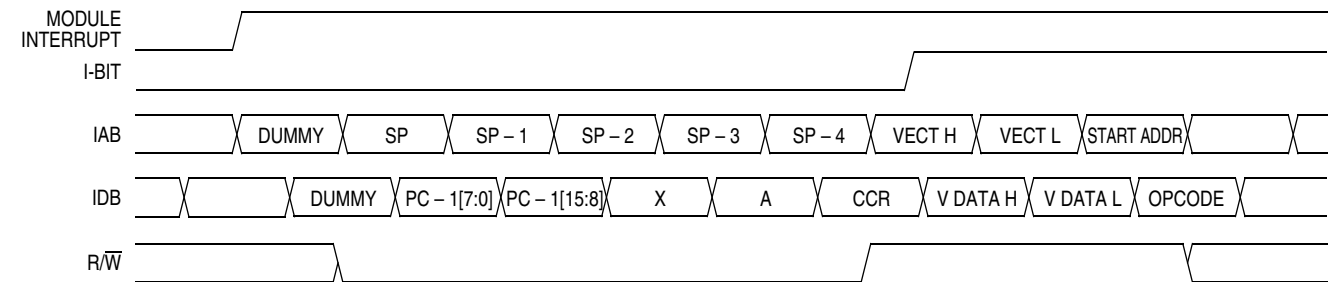 MODULE
INTERRUPT
I-BIT
IAB DUMMY SP SP – 1 SP – 2 SP – 3 SP – 4 VECT H VECT L START ADDR
IDB DUMMY PC – 1[7:0] PC – 1[15:8] X A CCR V DATA H V DATA L OPCODE
R/W̅